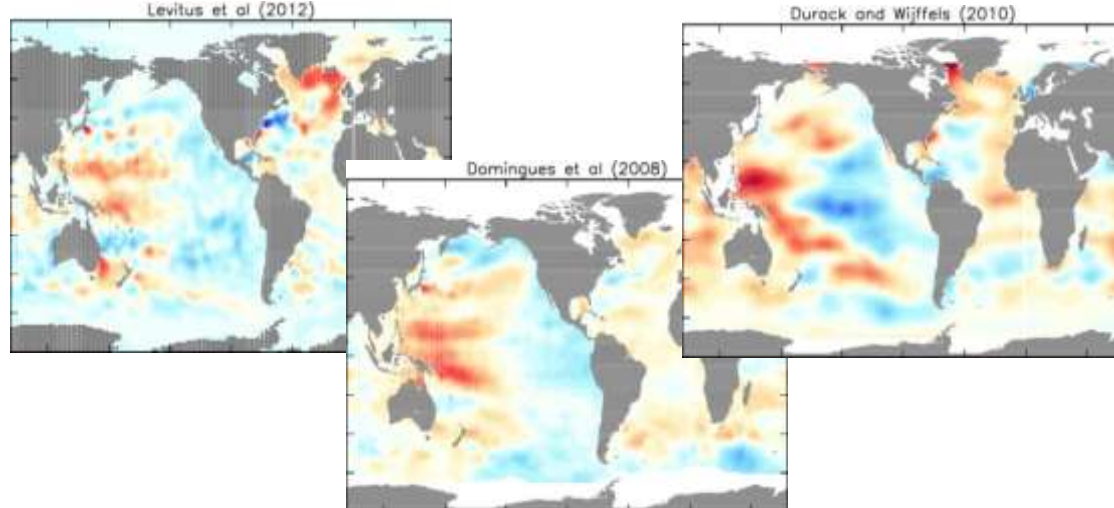 Levitus et al (2012)
Durack and Wijffels (2010)
Domingues et al (2008)